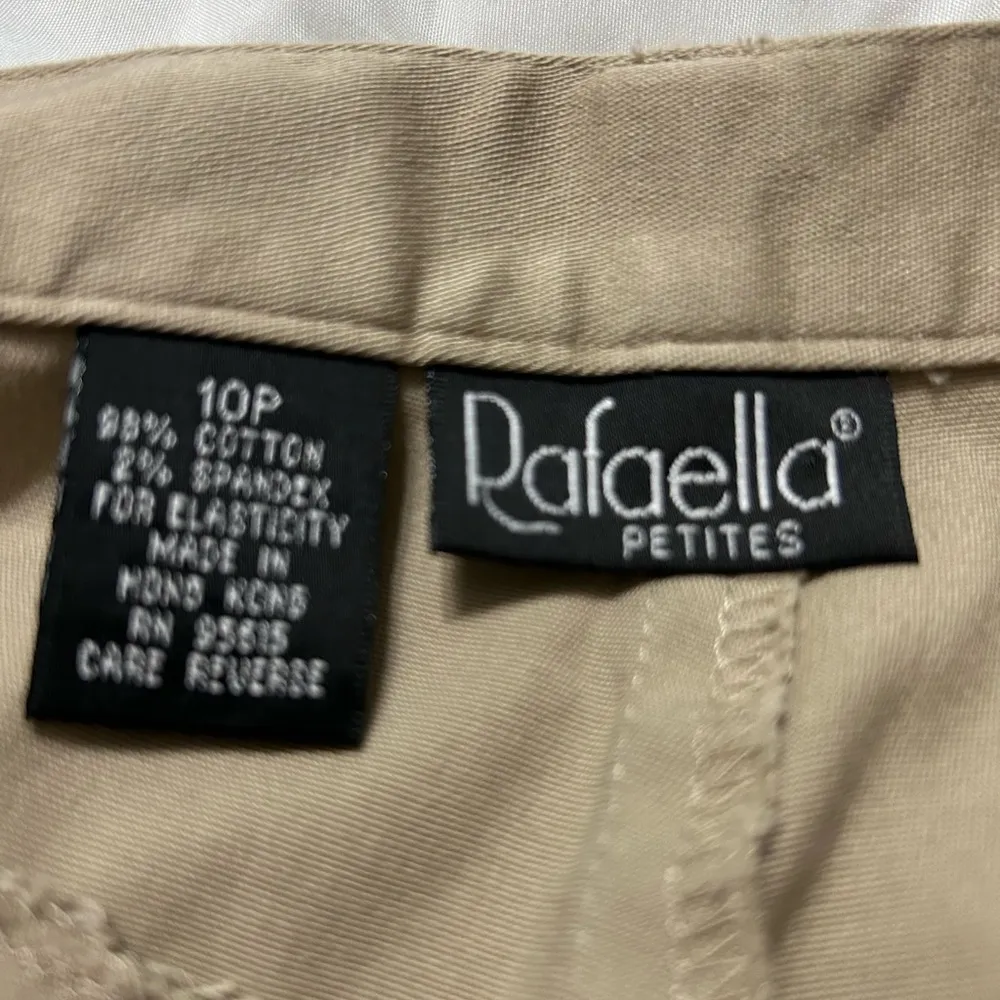 10P
98% COTTON
2% SPANDEX
FOR ELASTICITY
MADE IN
HONG KONG
RN 95615
CARE REVERSE
Rafaella®
PETITES